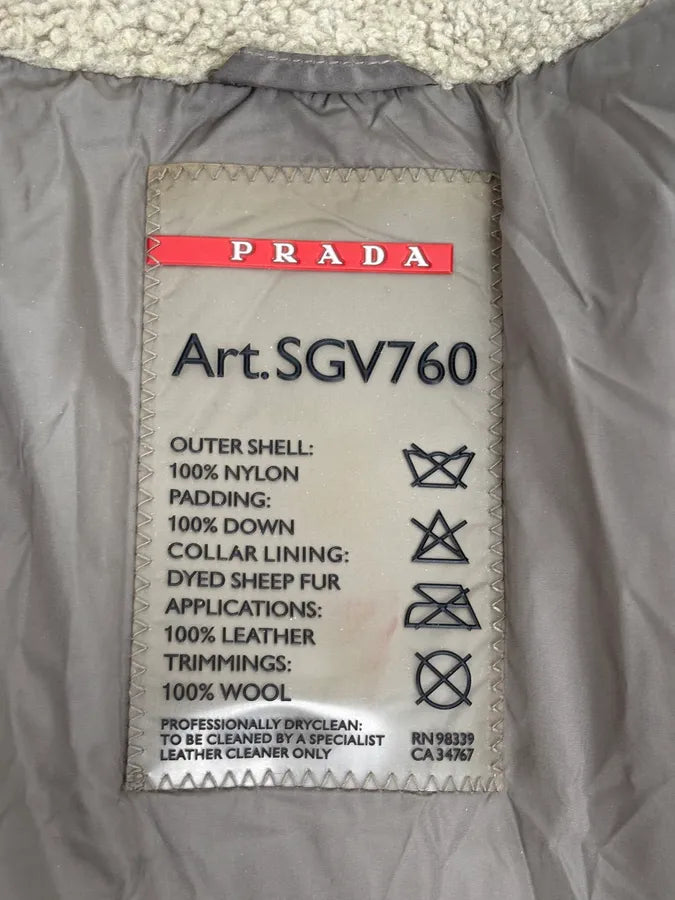 PRADA
Art.SGV760
OUTER SHELL:
100% NYLON
PADDING:
100% DOWN
COLLAR LINING:
DYED SHEEP FUR
APPLICATIONS:
100% LEATHER
TRIMMINGS:
100% WOOL
PROFESSIONALLY DRYCLEAN:
TO BE CLEANED BY A SPECIALIST
LEATHER CLEANER ONLY
RN 98339
CA 34767